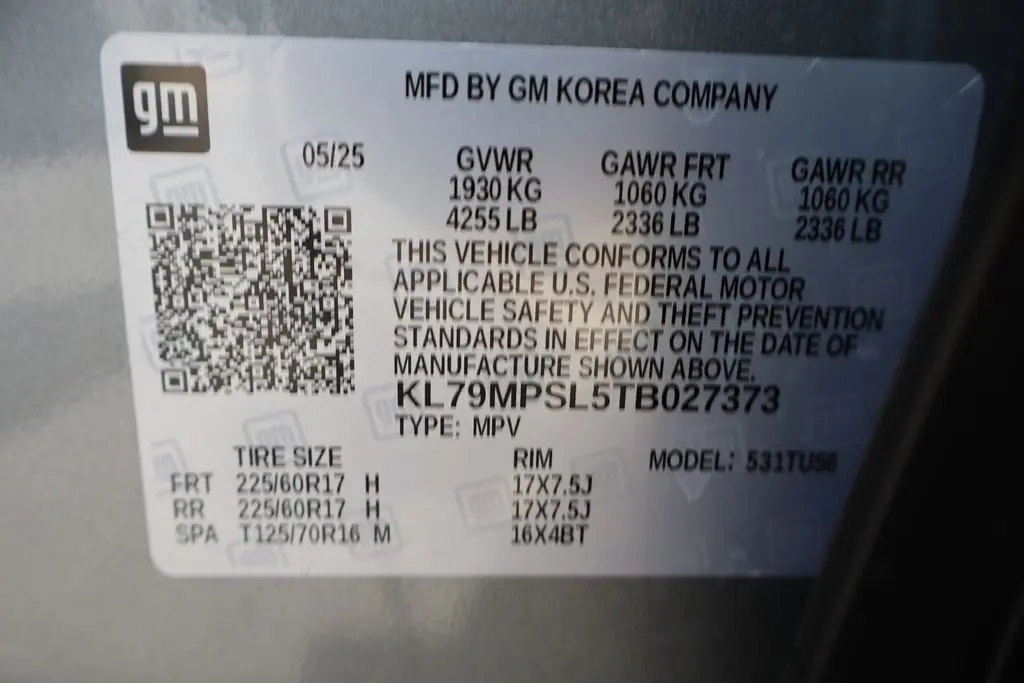 gm
MFD BY GM KOREA COMPANY
05/25 GVWR GAWR FRT GAWR RR
1930 KG 1060 KG 1060 KG
4255 LB 2336 LB 2336 LB
THIS VEHICLE CONFORMS TO ALL
APPLICABLE U.S. FEDERAL MOTOR
VEHICLE SAFETY AND THEFT PREVENTION
STANDARDS IN EFFECT ON THE DATE OF
MANUFACTURE SHOWN ABOVE.
KL79MPSL5TB027373
TYPE: MPV
TIRE SIZE RIM MODEL: 531TU56
FRT 225/60R17 H 17X7.5J
RR 225/60R17 H 17X7.5J
SPA T125/70R16 M 16X4BT